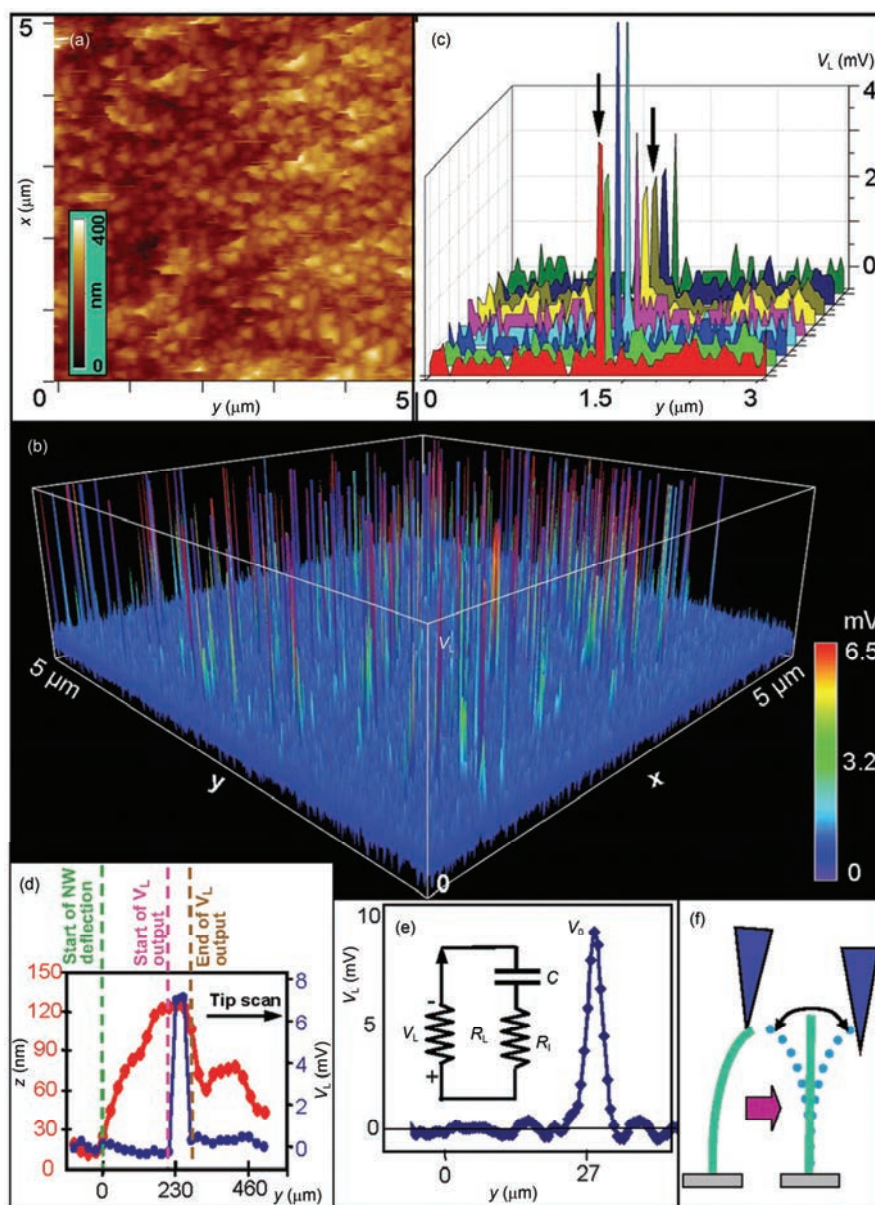 (a)
5
x (μm)
400
nm
0
0
y (μm)
5
(c)
V_L (mV)
4
2
0
0
1.5
3
y (μm)
(b)
V_L
5 μm
5 μm
y
x
0
mV
6.5
3.2
0
(d)
Start of NW
deflection
Start of V_L
output
End of V_L
output
150
120
90
60
30
0
z (nm)
8
6
4
2
0
V_L (mV)
Tip scan
0
230
460
y (μm)
(e)
10
5
0
V_L (mV)
C
-
V_L
+
R_L
R_I
0
27
y (μm)
(f)